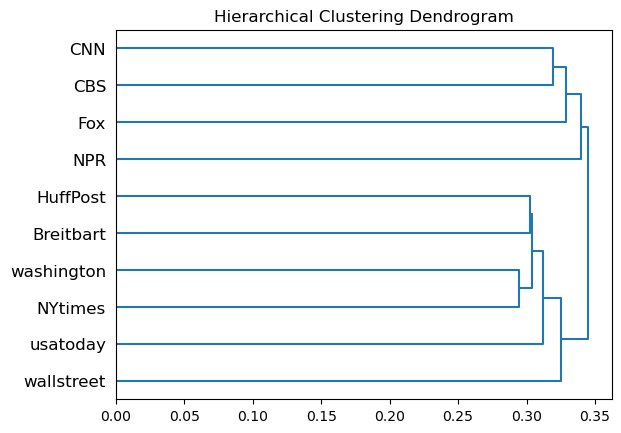 Hierarchical Clustering Dendrogram
CNN
CBS
Fox
NPR
HuffPost
Breitbart
washington
NYtimes
usatoday
wallstreet
0.00 0.05 0.10 0.15 0.20 0.25 0.30 0.35